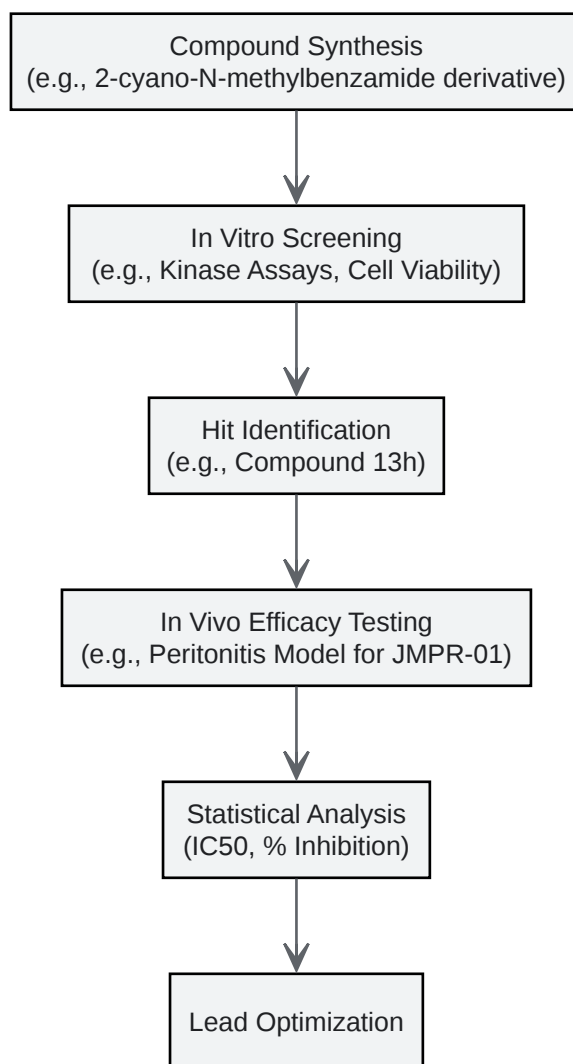 Compound Synthesis
(e.g., 2-cyano-N-methylbenzamide derivative)
In Vitro Screening
(e.g., Kinase Assays, Cell Viability)
Hit Identification
(e.g., Compound 13h)
In Vivo Efficacy Testing
(e.g., Peritonitis Model for JMPR-01)
Statistical Analysis
(IC50, % Inhibition)
Lead Optimization